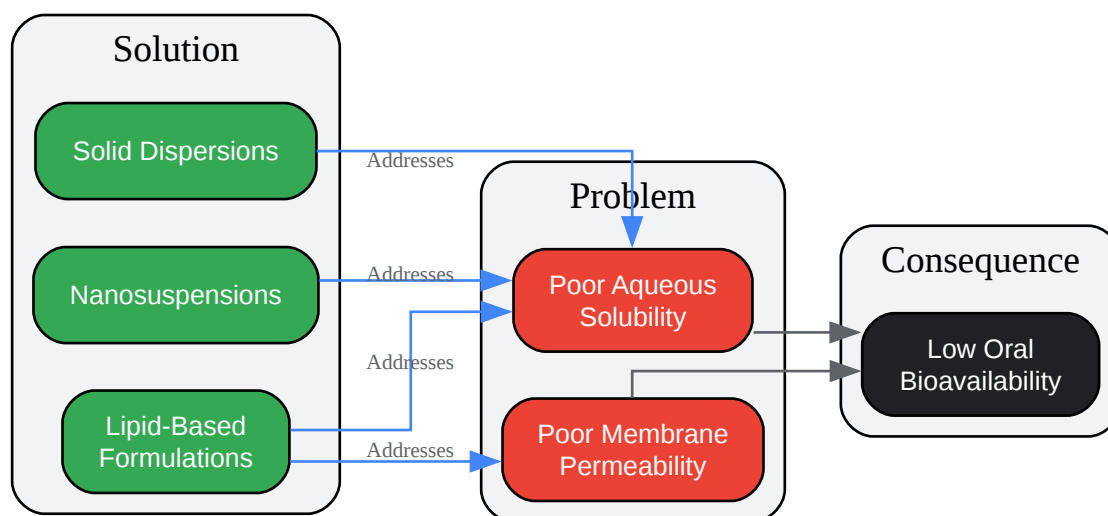 Solution
Solid Dispersions
Addresses
Problem
Nanosuspensions
Addresses
Poor Aqueous
Solubility
Consequence
Low Oral
Bioavailability
Addresses
Lipid-Based
Formulations
Addresses
Poor Membrane
Permeability